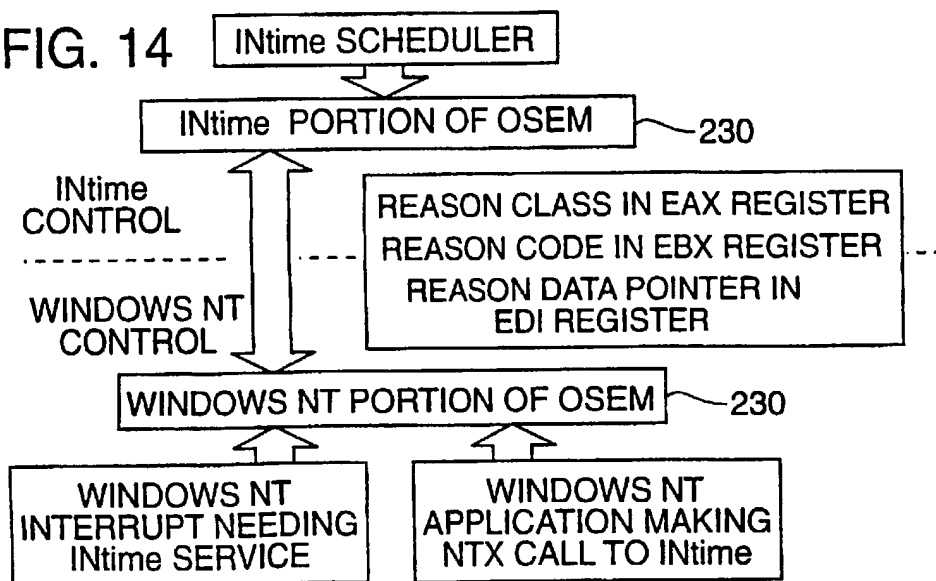 FIG. 14
INtime SCHEDULER
INtime PORTION OF OSEM
230
INtime
CONTROL
REASON CLASS IN EAX REGISTER
REASON CODE IN EBX REGISTER
REASON DATA POINTER IN
EDI REGISTER
WINDOWS NT
CONTROL
WINDOWS NT PORTION OF OSEM
230
WINDOWS NT
INTERRUPT NEEDING
INtime SERVICE
WINDOWS NT
APPLICATION MAKING
NTX CALL TO INtime